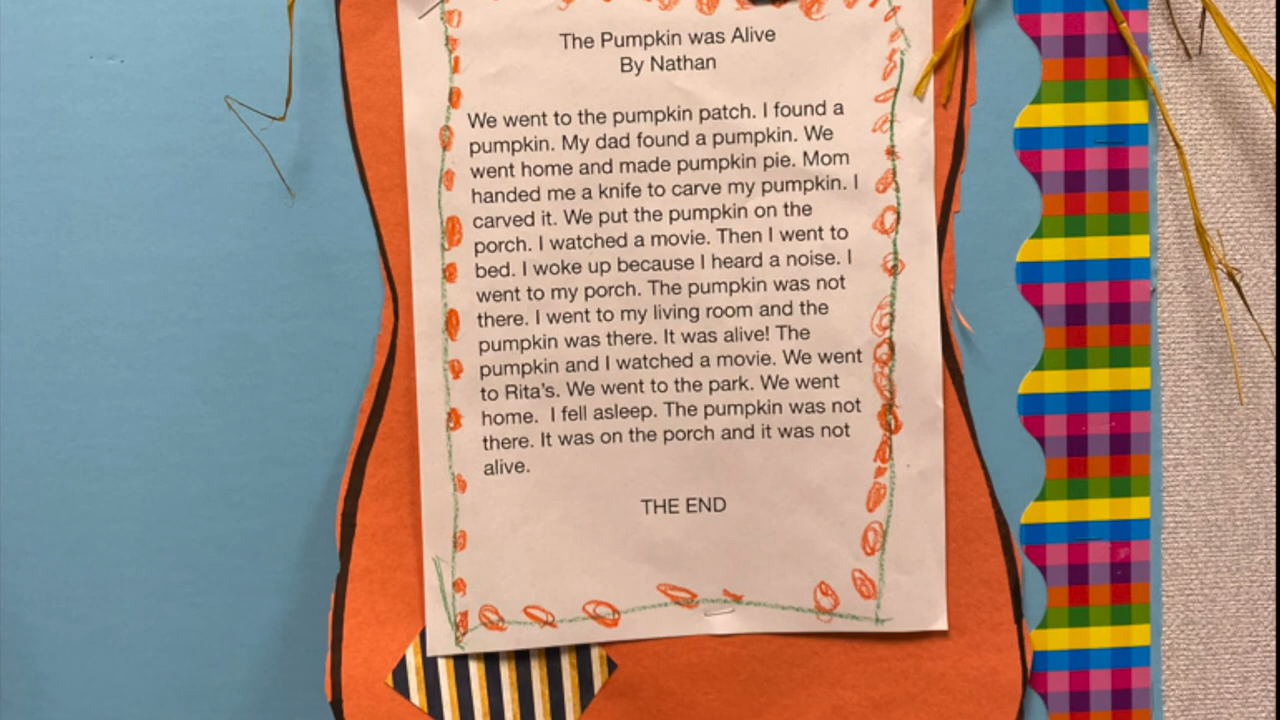 The Pumpkin was Alive
By Nathan
We went to the pumpkin patch. I found a
pumpkin. My dad found a pumpkin. We
went home and made pumpkin pie. Mom
handed me a knife to carve my pumpkin. I
carved it. We put the pumpkin on the
porch. I watched a movie. Then I went to
bed. I woke up because I heard a noise. I
went to my porch. The pumpkin was not
there. I went to my living room and the
pumpkin was there. It was alive! The
pumpkin and I watched a movie. We went
to Rita's. We went to the park. We went
home.  I fell asleep. The pumpkin was not
there. It was on the porch and it was not
alive.
THE END